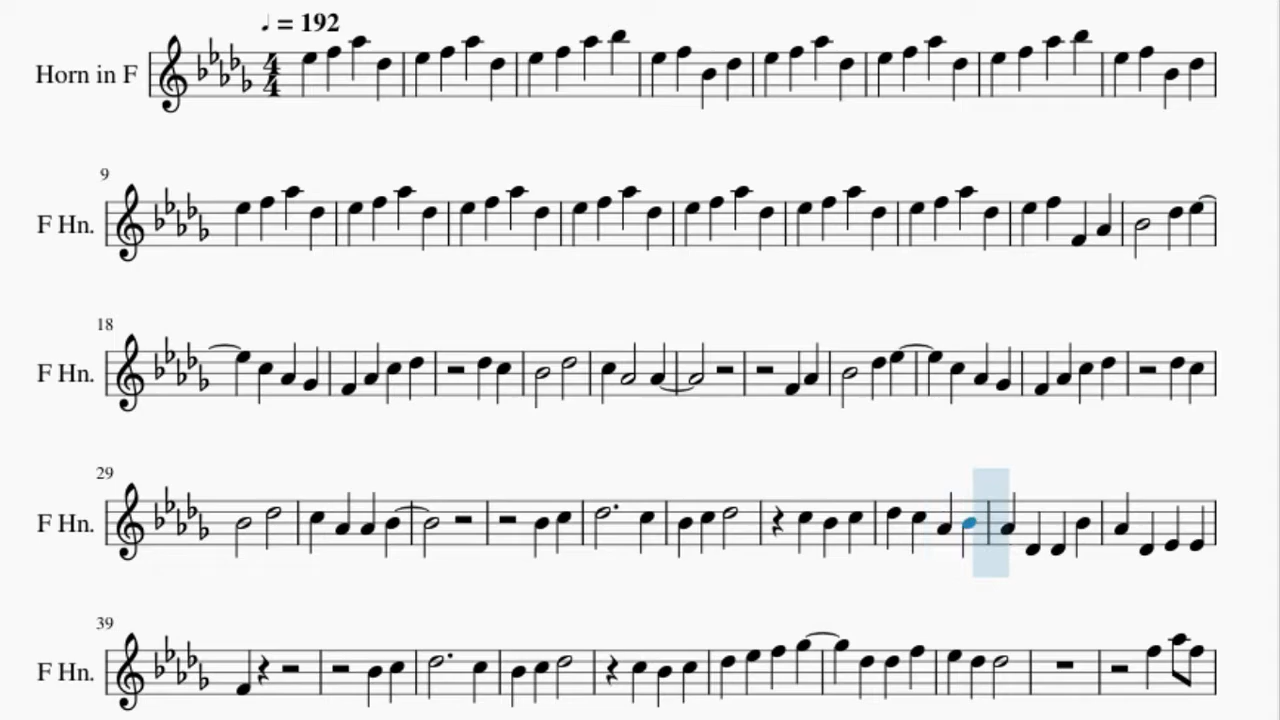 ♩ = 192
Horn in F
4
4
9
F Hn.
18
F Hn.
29
F Hn.
39
F Hn.